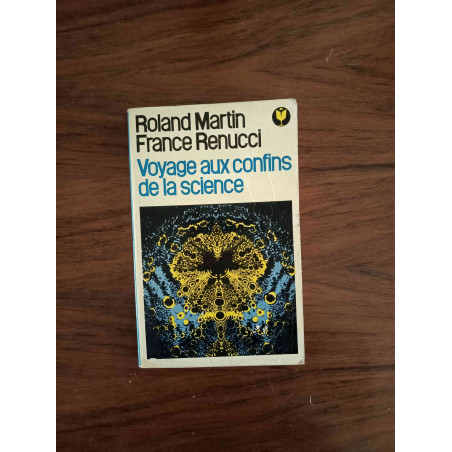 Roland Martin
France Renucci
Voyage aux confins
de la science